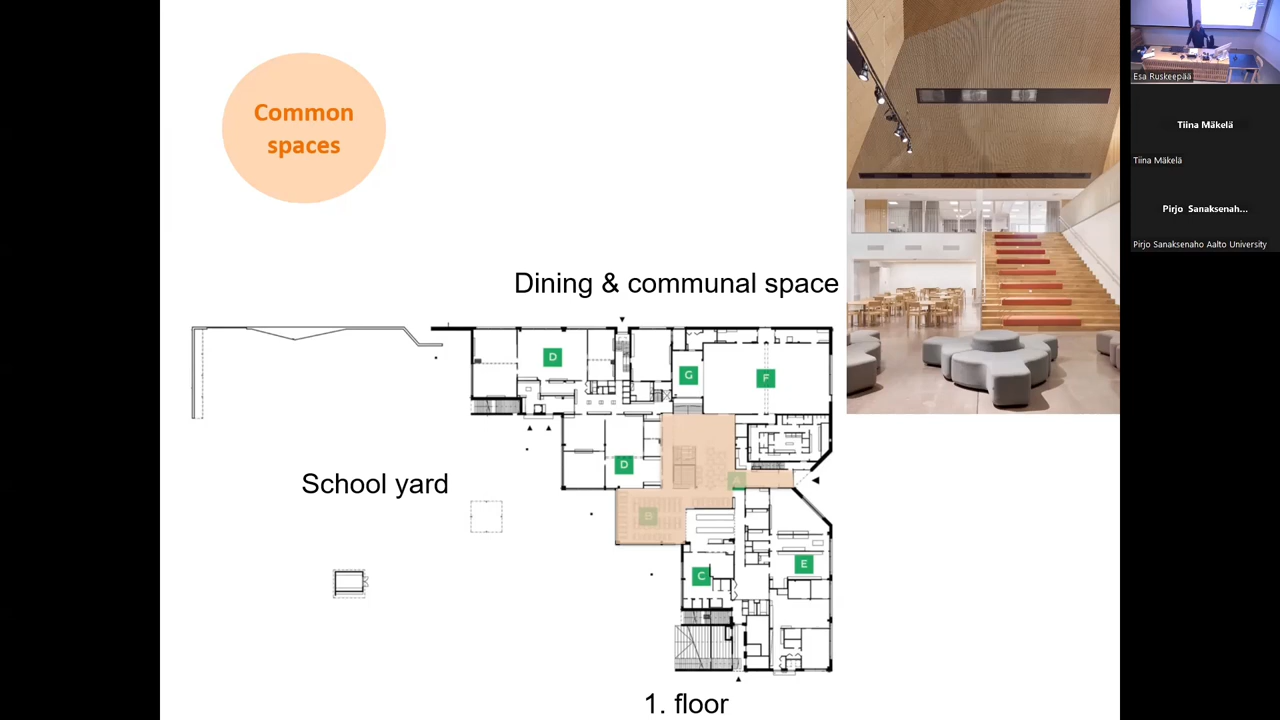 Common
spaces
Dining & communal space
D
G
F
School yard
D
A
B
C
E
1. floor
Esa Ruskeepää
Tiina Mäkelä
Tiina Mäkelä
Pirjo Sanaksenah...
Pirjo Sanaksenaho Aalto University